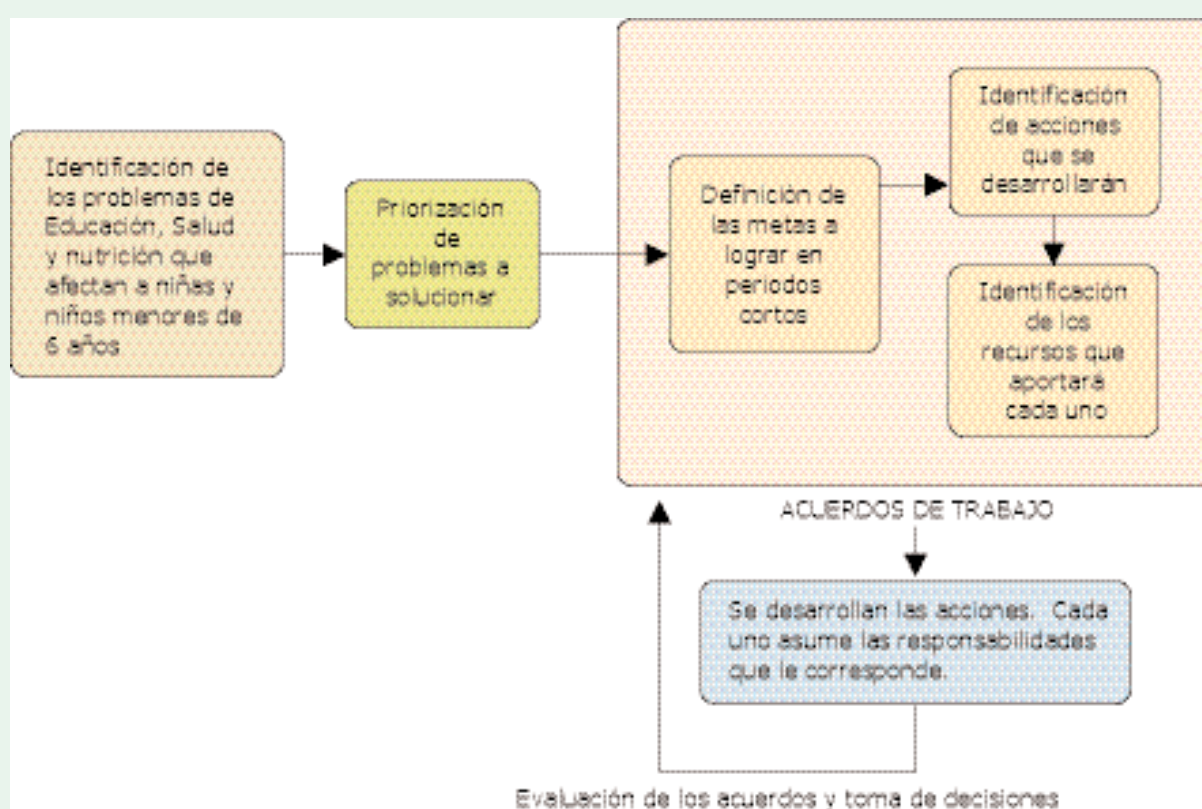 Identificación de
los problemas de
Educación, Salud
y nutrición que
afectan a niñas y
niños menores de
6 años
Priorización
de
problemas a
solucionar
Definición de
las metas a
lograr en
periodos
cortos
Identificación
de acciones
que se
desarrollarán
Identificación
de los
recursos que
aportará
cada uno
ACUERDOS DE TRABAJO
Se desarrollan las acciones. Cada
uno asume las responsabilidades
que le corresponde.
Evaluación de los acuerdos y toma de decisiones